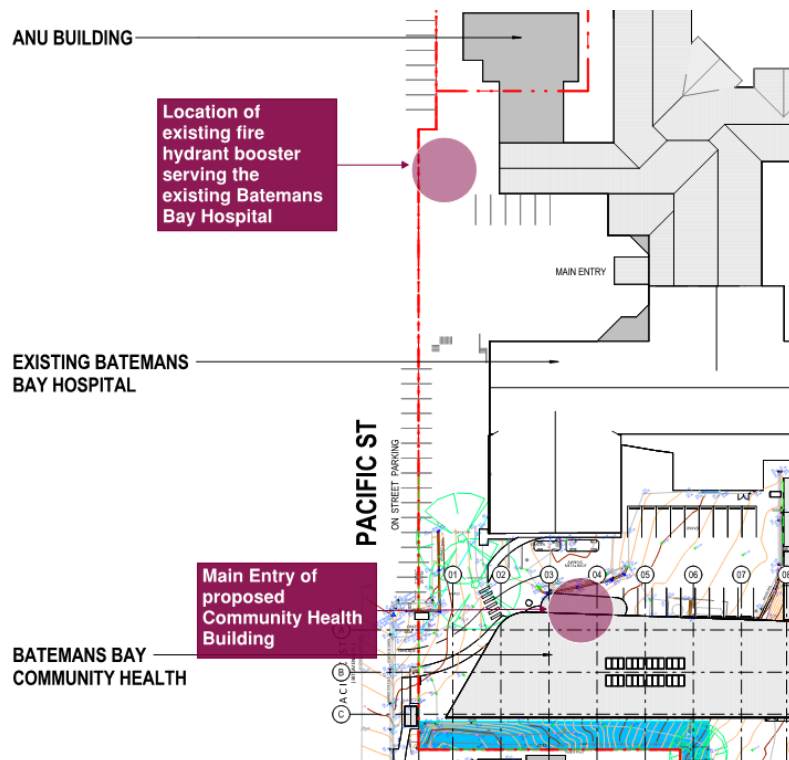 ANU BUILDING
Location of
existing fire
hydrant booster
serving the
existing Batemans
Bay Hospital
MAIN ENTRY
EXISTING BATEMANS
BAY HOSPITAL
PACIFIC ST
ON STREET PARKING
Main Entry of
proposed
Community Health
Building
01
02
03
04
05
06
07
BATEMANS BAY
COMMUNITY HEALTH
B
C